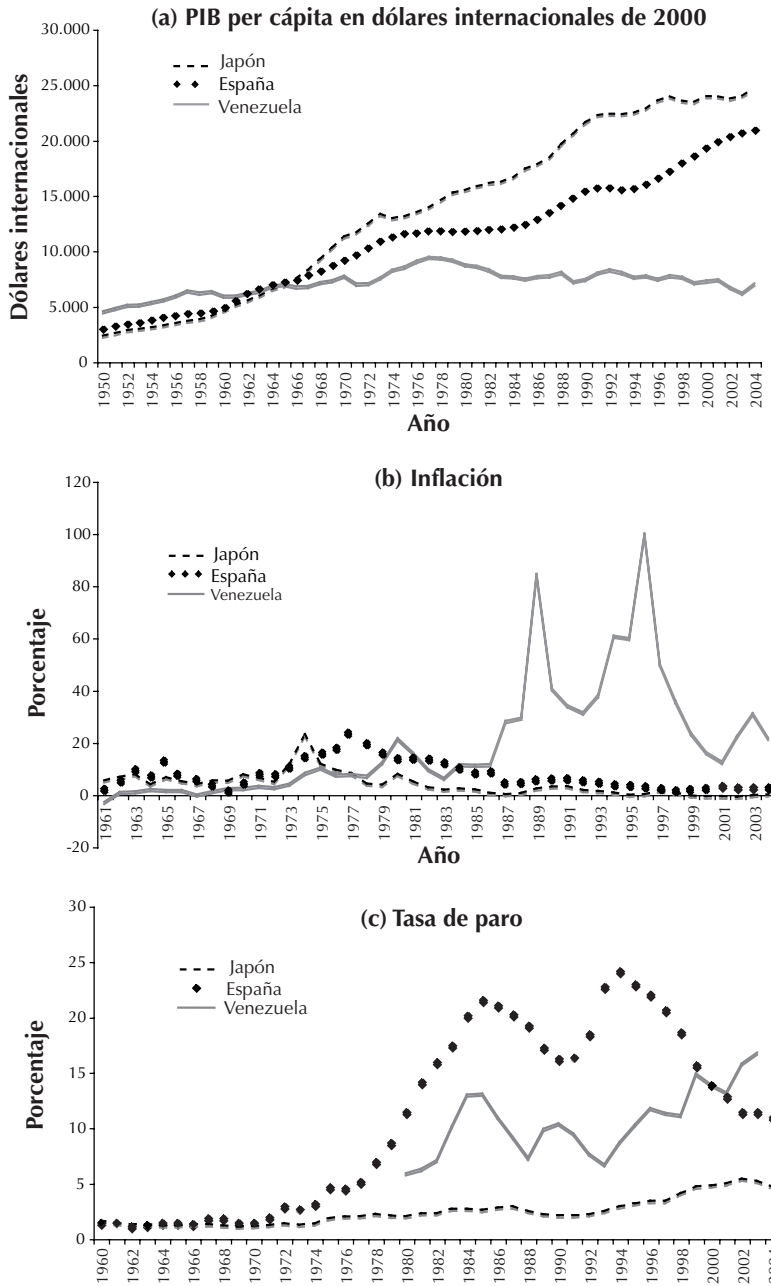 (a) PIB per cápita en dólares internacionales de 2000
30.000
25.000
20.000
15.000
10.000
5.000
0
Dólares internacionales
Japón
España
Venezuela
1950 1952 1954 1956 1958 1960 1962 1964 1966 1968 1970 1972 1974 1976 1978 1980 1982 1984 1986 1988 1990 1992 1994 1996 1998 2000 2002 2004
Año
(b) Inflación
120
100
80
60
40
20
0
-20
Porcentaje
Japón
España
Venezuela
1961 1963 1965 1967 1969 1971 1973 1975 1977 1979 1981 1983 1985 1987 1989 1991 1993 1995 1997 1999 2001 2003
Año
(c) Tasa de paro
30
25
20
15
10
5
0
Porcentaje
Japón
España
Venezuela
1960 1962 1964 1966 1968 1970 1972 1974 1976 1978 1980 1982 1984 1986 1988 1990 1992 1994 1996 1998 2000 2002